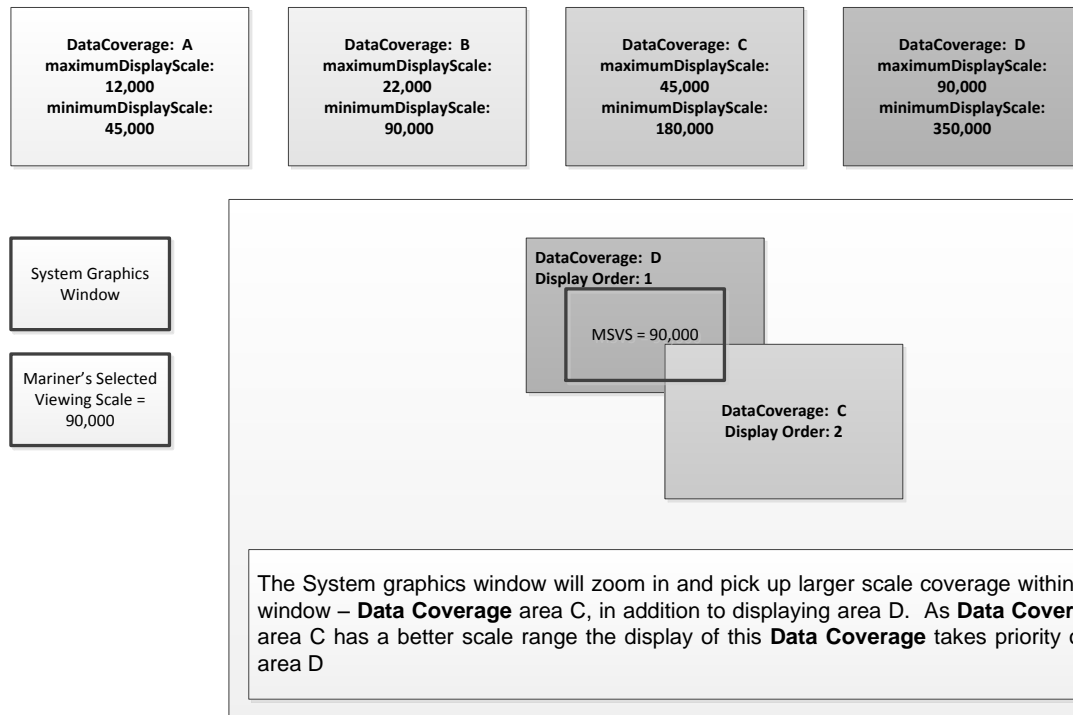 DataCoverage: A
maximumDisplayScale:
12,000
minimumDisplayScale:
45,000
DataCoverage: B
maximumDisplayScale:
22,000
minimumDisplayScale:
90,000
DataCoverage: C
maximumDisplayScale:
45,000
minimumDisplayScale:
180,000
DataCoverage: D
maximumDisplayScale:
90,000
minimumDisplayScale:
350,000
System Graphics
Window
Mariner’s Selected
Viewing Scale =
90,000
DataCoverage: D
Display Order: 1
MSVS = 90,000
DataCoverage: C
Display Order: 2
The System graphics window will zoom in and pick up larger scale coverage within
window – Data Coverage area C, in addition to displaying area D. As Data Cover
area C has a better scale range the display of this Data Coverage takes priority
area D